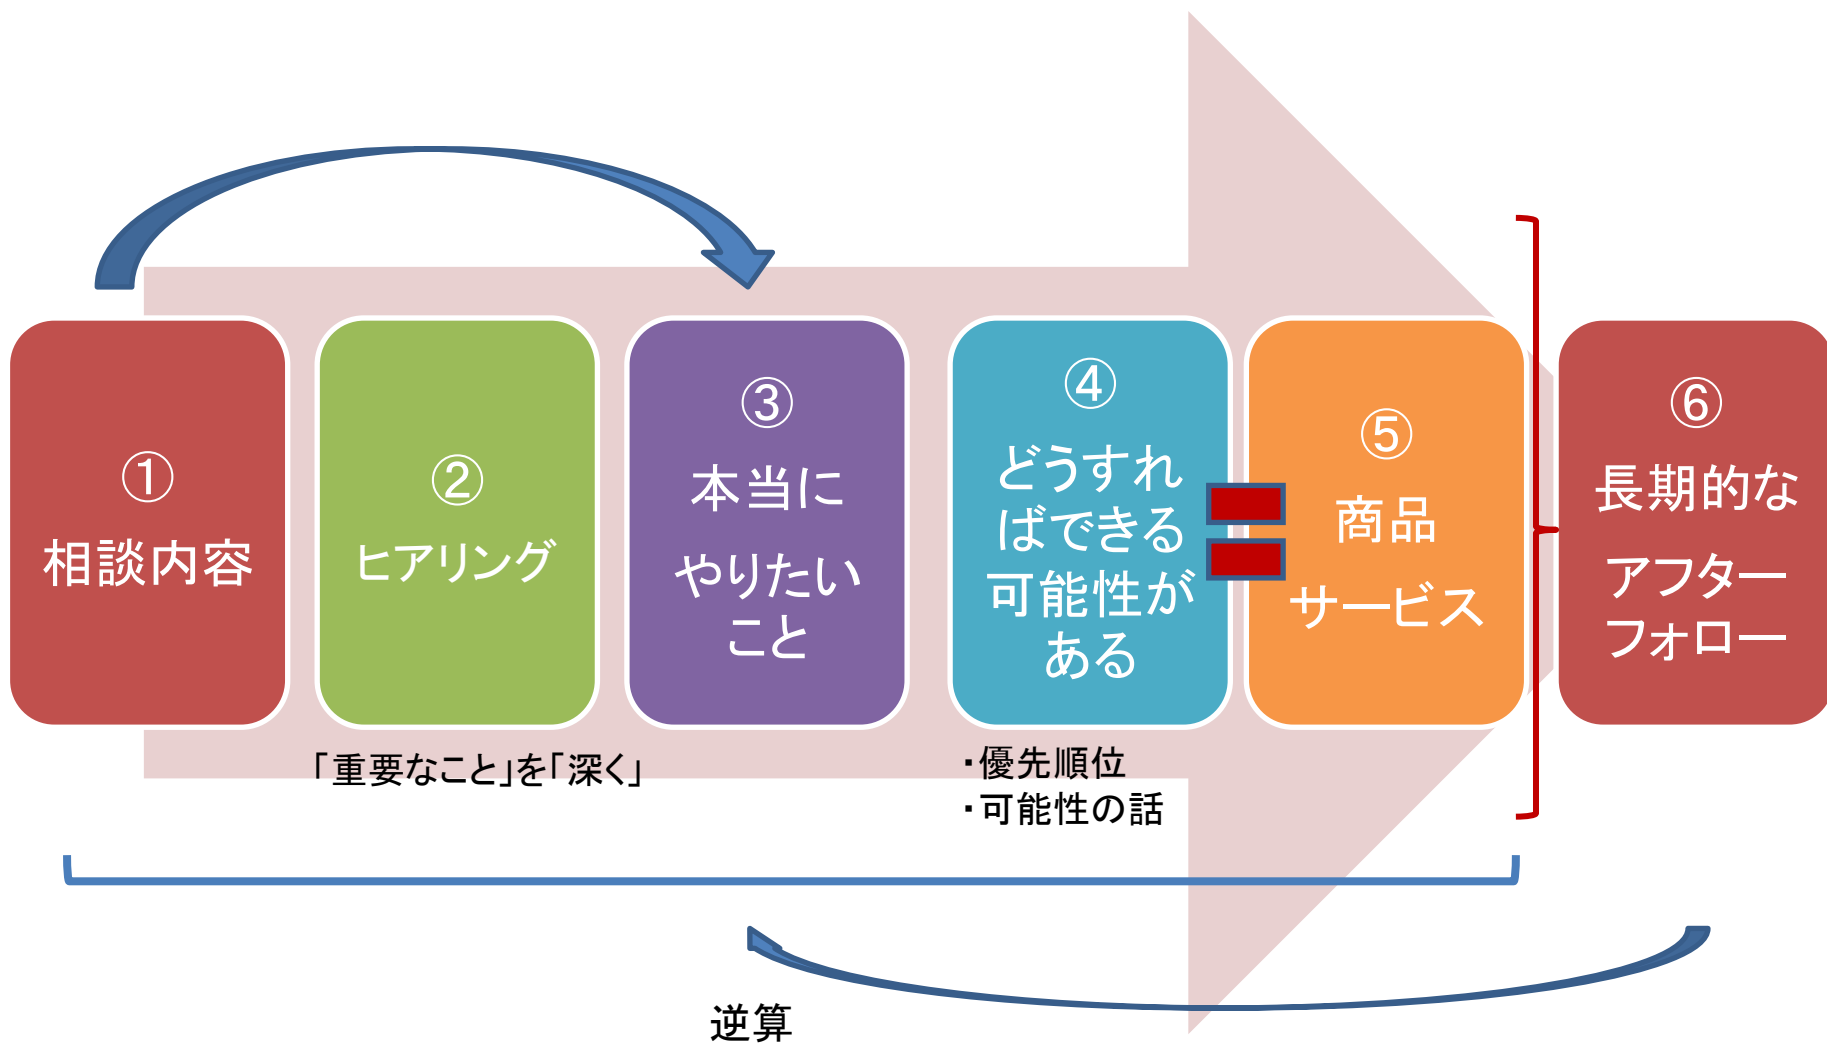 ①
相談内容
②
ヒアリング
③
本当に
やりたい
こと
④
どうすれ
ばできる
可能性が
ある
⑤
商品
サービス
⑥
長期的な
アフター
フォロー
「重要なこと」を「深く」
・優先順位
・可能性の話
逆算